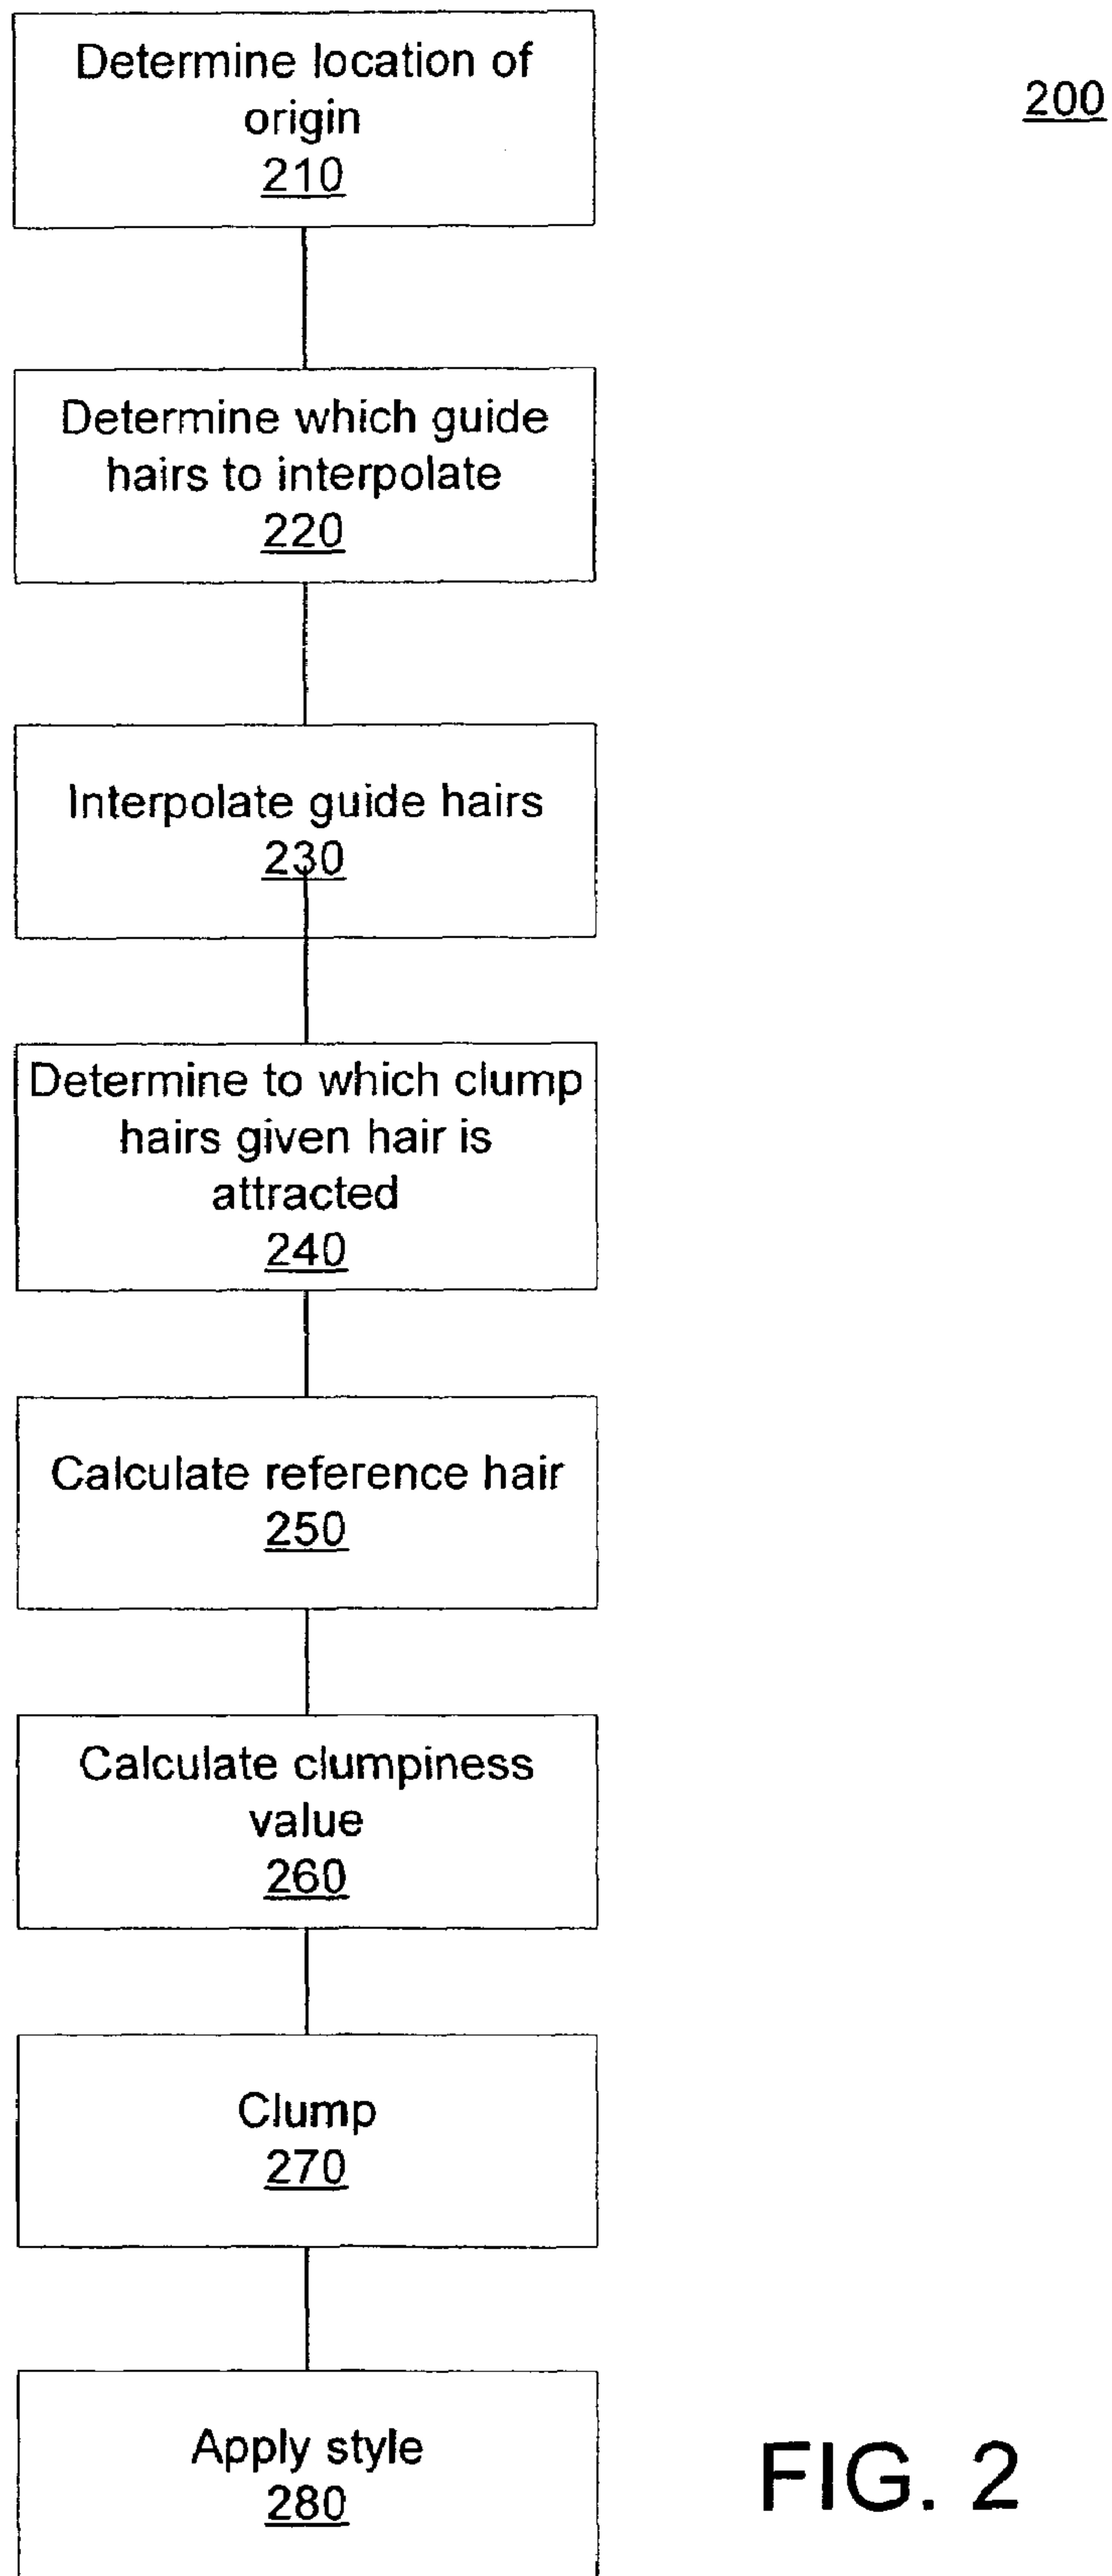 Determine location of
origin
210
200
Determine which guide
hairs to interpolate
220
Interpolate guide hairs
230
Determine to which clump
hairs given hair is
attracted
240
Calculate reference hair
250
Calculate clumpiness
value
260
Clump
270
Apply style
280
FIG. 2